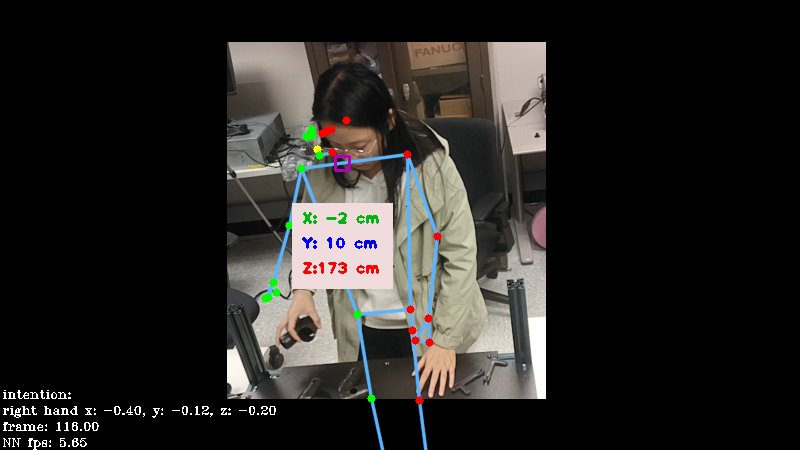 FANUC
X: -2 cm
Y: 10 cm
Z:173 cm
intention:
right hand x: -0.40, y: -0.12, z: -0.20
frame: 116.00
NN fps: 5.65